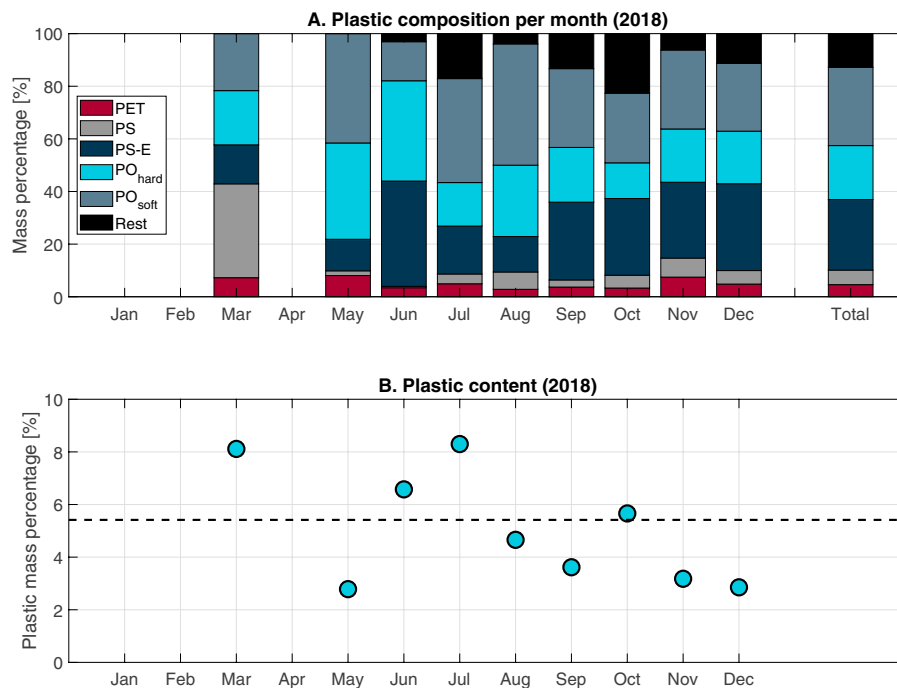 A. Plastic composition per month (2018)
Mass percentage [%]
100
80
60
40
20
0
PET
PS
PS-E
PO hard
PO soft
Rest
Jan Feb Mar Apr May Jun Jul Aug Sep Oct Nov Dec Total
B. Plastic content (2018)
Plastic mass percentage [%]
10
8
6
4
2
0
Jan Feb Mar Apr May Jun Jul Aug Sep Oct Nov Dec